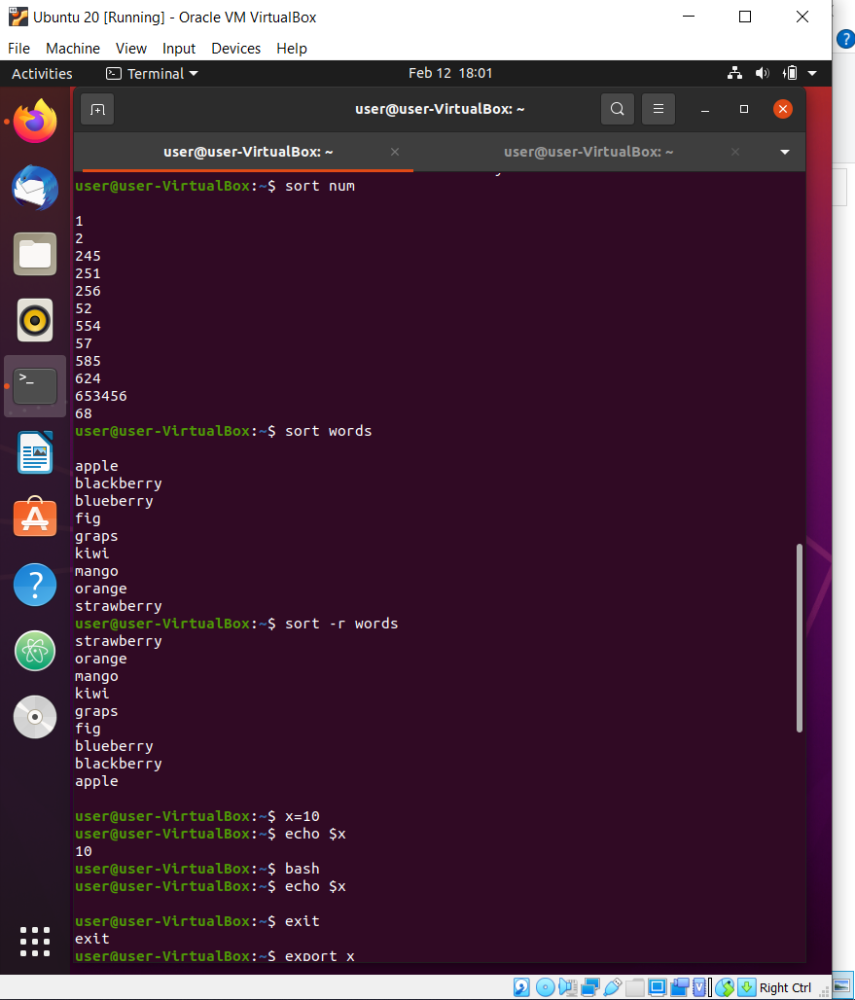 Ubuntu 20 [Running] - Oracle VM VirtualBox
File Machine View Input Devices Help
Activities Terminal Feb 12 18:01
user@user-VirtualBox: ~
user@user-VirtualBox: ~ user@user-VirtualBox: ~
user@user-VirtualBox:~$ sort num
1
2
245
251
256
52
554
57
585
624
653456
68
user@user-VirtualBox:~$ sort words
apple
blackberry
blueberry
fig
graps
kiwi
mango
orange
strawberry
user@user-VirtualBox:~$ sort -r words
strawberry
orange
mango
kiwi
graps
fig
blueberry
blackberry
apple
user@user-VirtualBox:~$ x=10
user@user-VirtualBox:~$ echo $x
10
user@user-VirtualBox:~$ bash
user@user-VirtualBox:~$ echo $x
user@user-VirtualBox:~$ exit
exit
user@user-VirtualBox:~$ export x
Right Ctrl